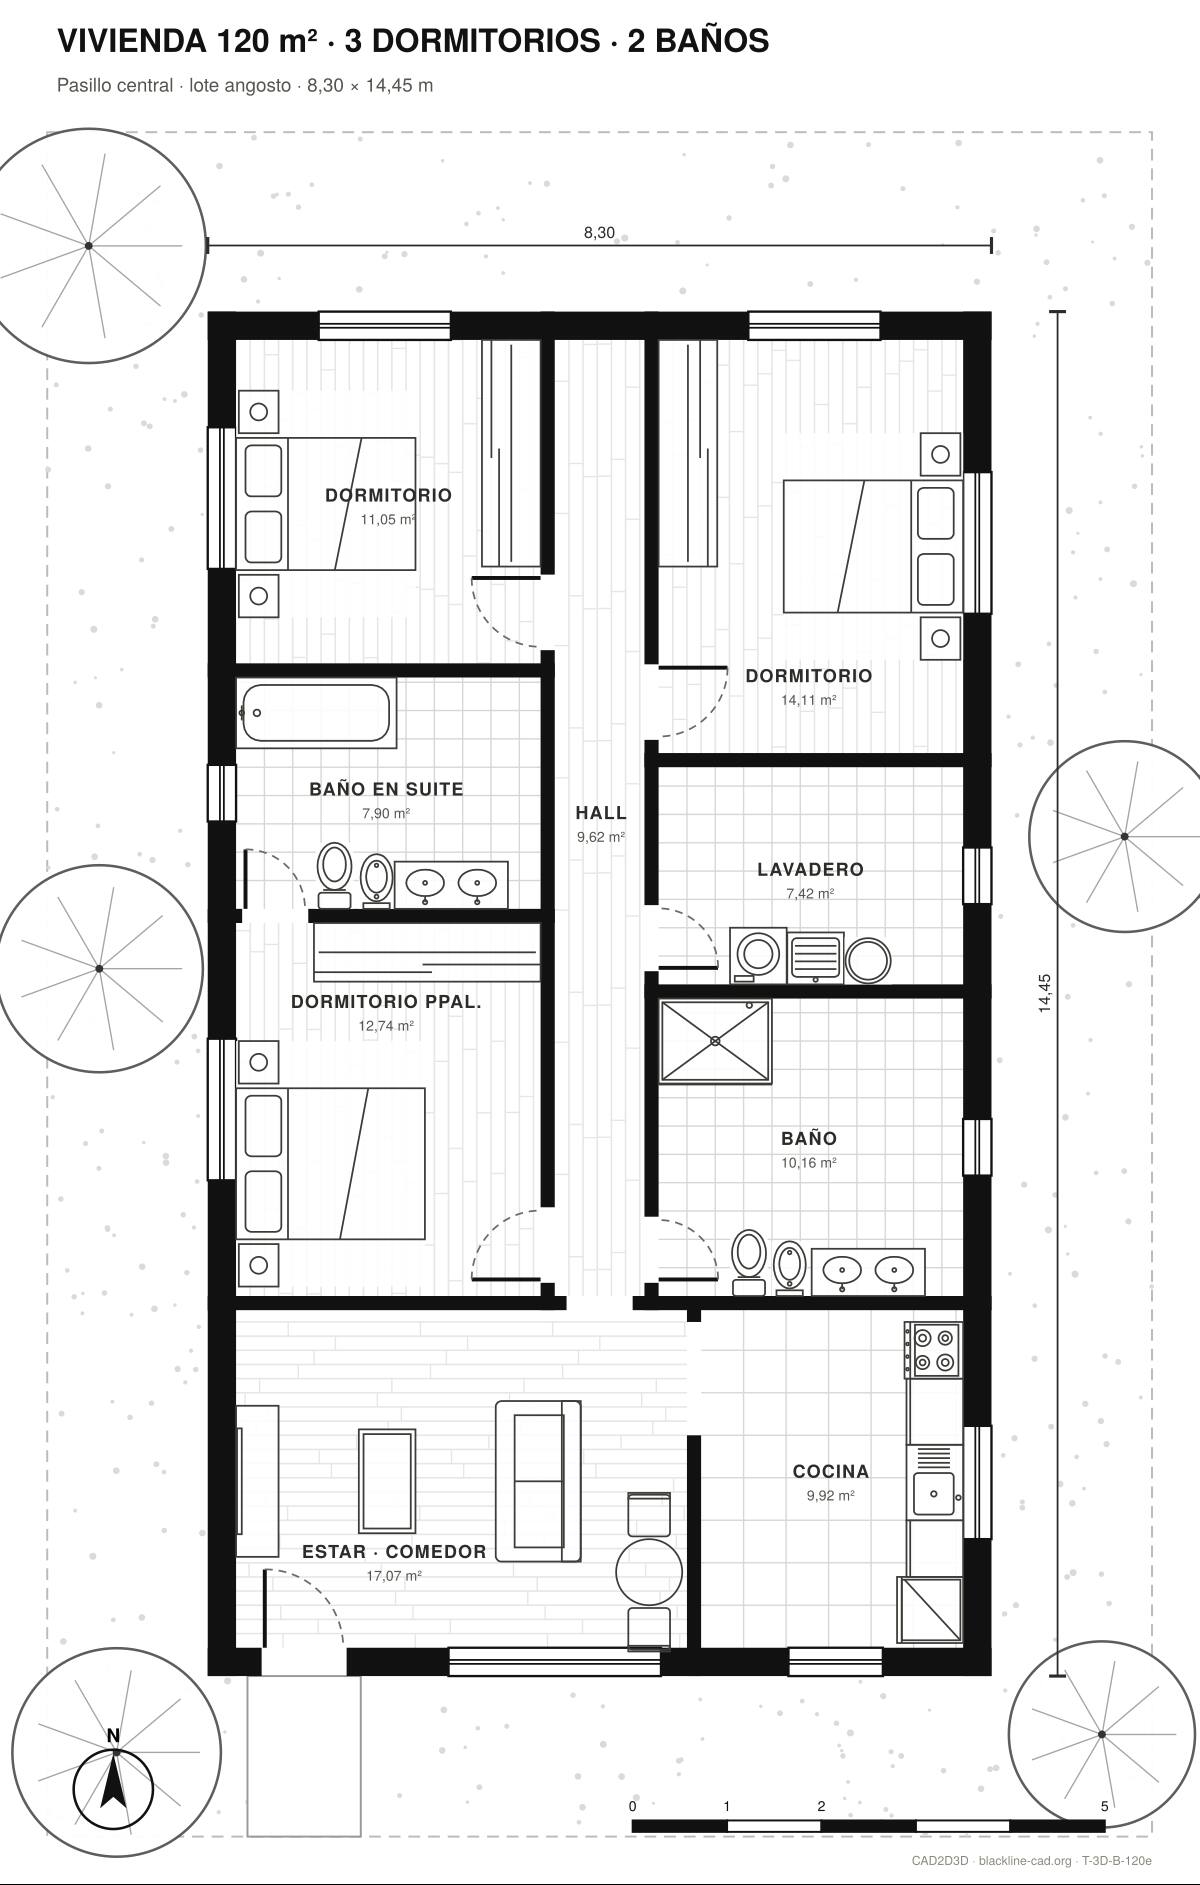 VIVIENDA 120 m² · 3 DORMITORIOS · 2 BAÑOS
Pasillo central · lote angosto · 8,30 × 14,45 m
8,30
DORMITORIO
11,05 m²
DORMITORIO
14,11 m²
BAÑO EN SUITE
7,90 m²
HALL
9,62 m²
LAVADERO
7,42 m²
14,45
DORMITORIO PPAL.
12,74 m²
BAÑO
10,16 m²
COCINA
9,92 m²
ESTAR · COMEDOR
17,07 m²
N
0 1 2 5
CAD2D3D · blackline-cad.org · T-3D-B-120e